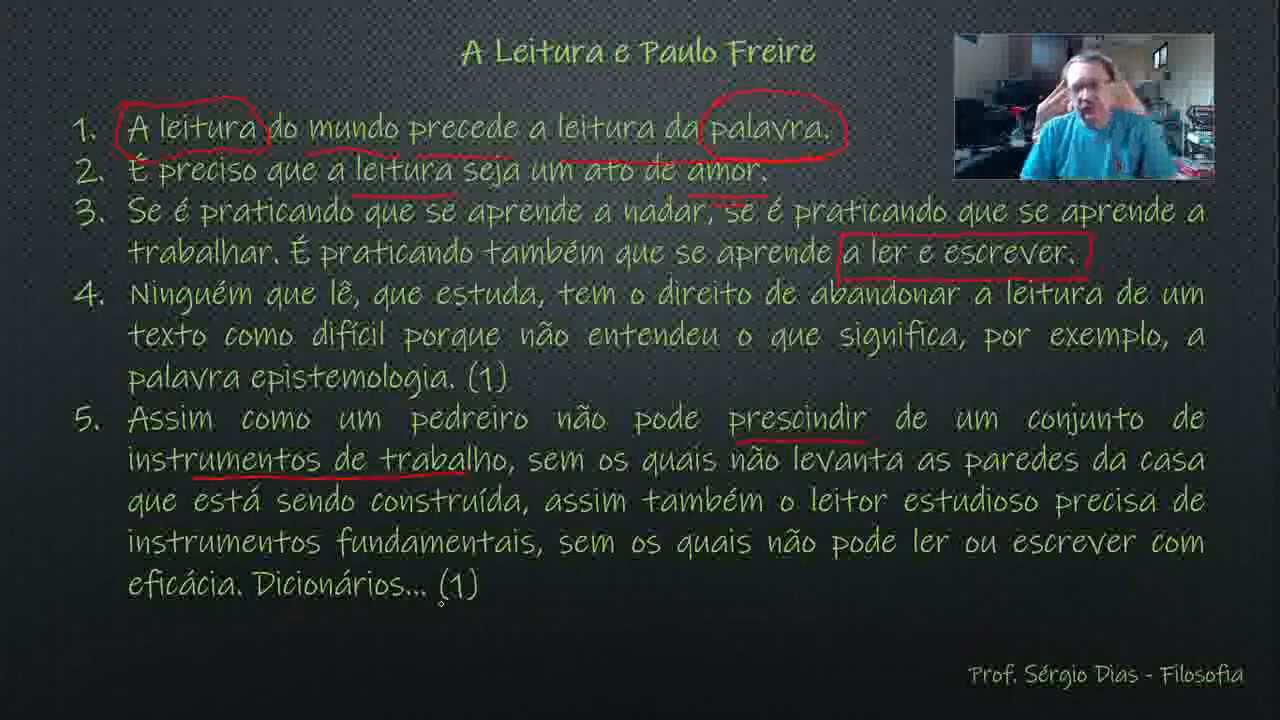 A Leitura e Paulo Freire
1. A leitura do mundo precede a leitura da palavra.
2. É preciso que a leitura seja um ato de amor.
3. Se é praticando que se aprende a nadar, se é praticando que se aprende a
trabalhar. É praticando também que se aprende a ler e escrever.
4. Ninguém que lê, que estuda, tem o direito de abandonar a leitura de um
texto como difícil porque não entendeu o que significa, por exemplo, a
palavra epistemologia. (1)
5. Assim como um pedreiro não pode prescindir de um conjunto de
instrumentos de trabalho, sem os quais não levanta as paredes da casa
que está sendo construída, assim também o leitor estudioso precisa de
instrumentos fundamentais, sem os quais não pode ler ou escrever com
eficácia. Dicionários... (1)
Prof. Sérgio Dias - Filosofia